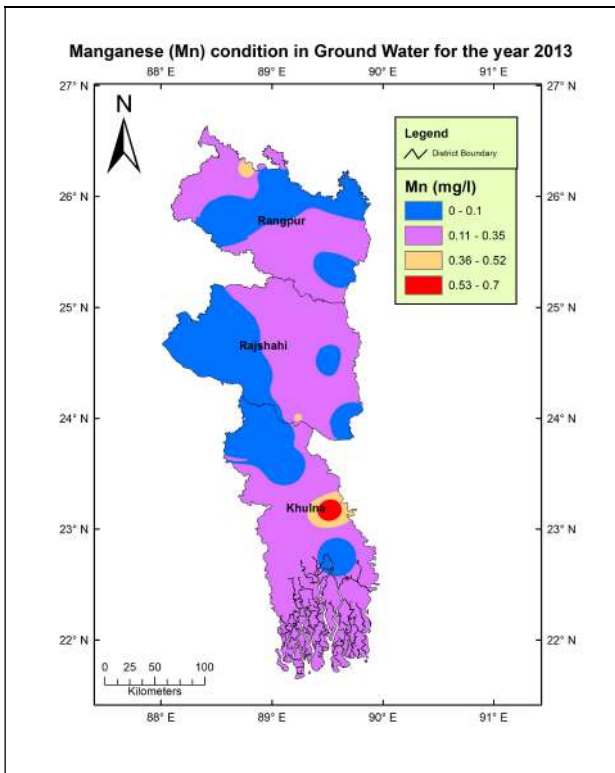 Manganese (Mn) condition in Ground Water for the year 2013
88° E 89° E 90° E 91° E
27° N 27° N
N
Legend
District Boundary
Mn (mg/l)
0 - 0.1
0.11 - 0.35
0.36 - 0.52
0.53 - 0.7
26° N 26° N
Rangpur
25° N 25° N
Rajshahi
24° N 24° N
Khulna
23° N 23° N
22° N 22° N
0 25 50 100
Kilometers
88° E 89° E 90° E 91° E